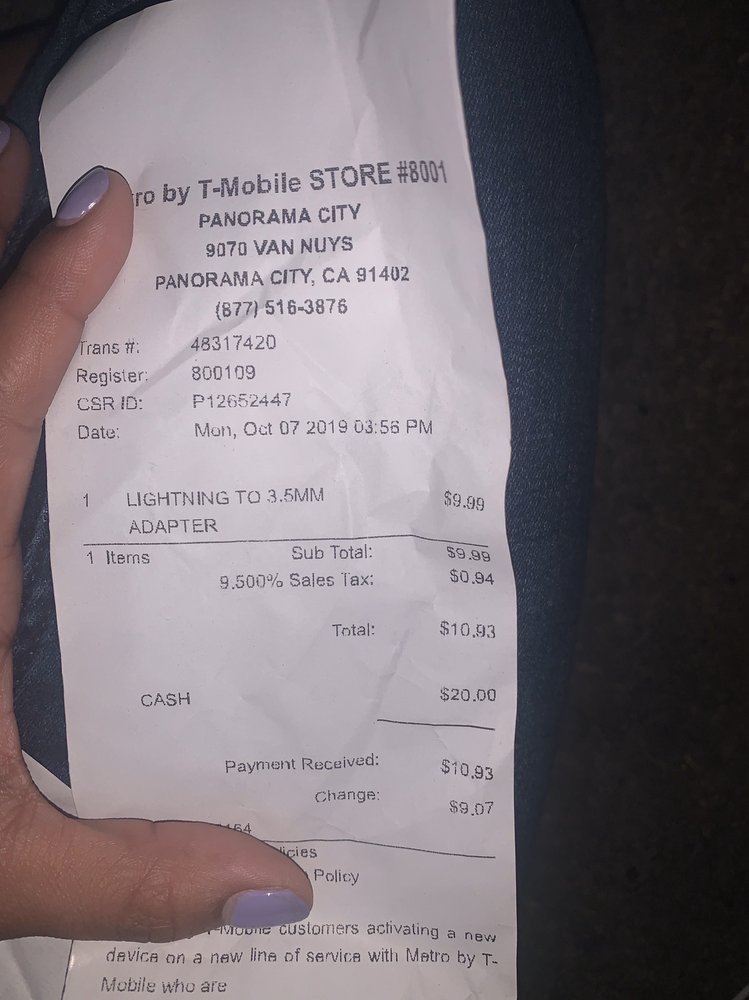 ro by T-Mobile STORE #8001
PANORAMA CITY
9070 VAN NUYS
PANORAMA CITY, CA 91402
(877) 516-3876
Trans #: 48317420
Register: 800109
CSR ID: P12652447
Date: Mon, Oct 07 2019 03:56 PM
1 LIGHTNING TO 3.5MM $9.99
ADAPTER
1 Items Sub Total: $9.99
9.500% Sales Tax: $0.94
Total: $10.93
CASH $20.00
Payment Received: $10.93
Change: $9.07
164
icies
Policy
T-Mobile customers activating a new
device on a new line of service with Metro by T-
Mobile who are